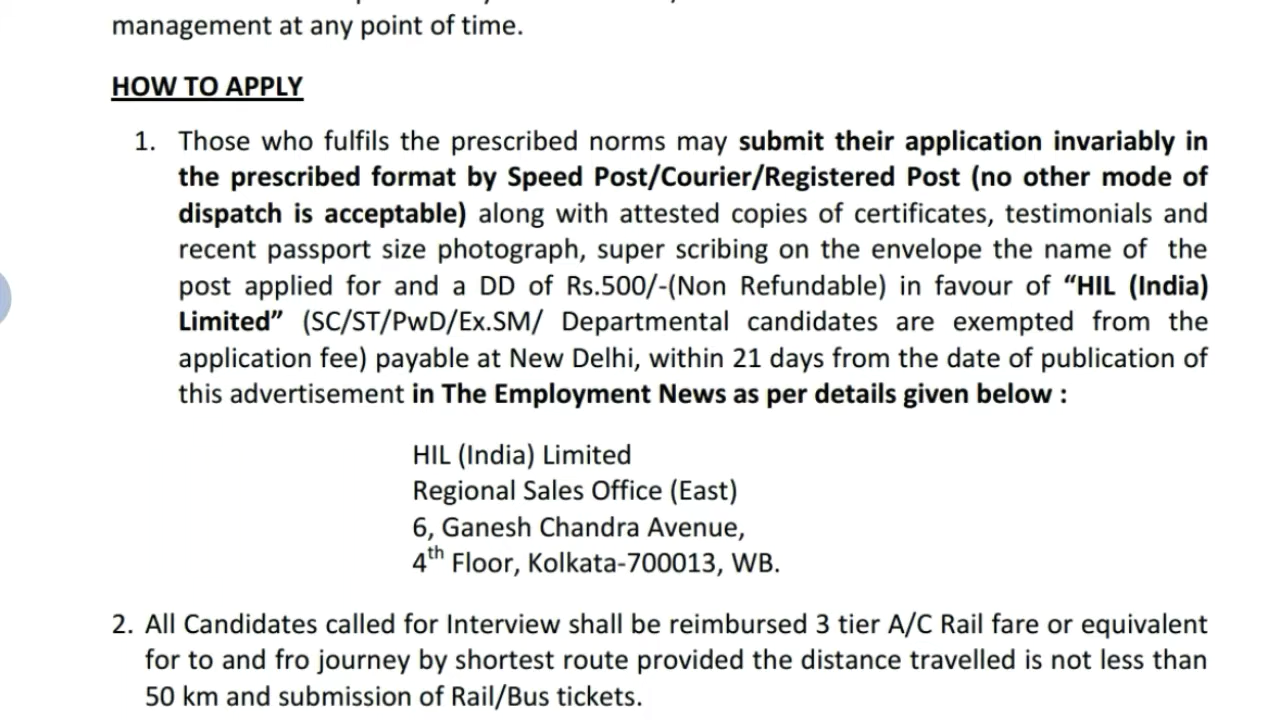 management at any point of time.
HOW TO APPLY
1. Those who fulfils the prescribed norms may submit their application invariably in
the prescribed format by Speed Post/Courier/Registered Post (no other mode of
dispatch is acceptable) along with attested copies of certificates, testimonials and
recent passport size photograph, super scribing on the envelope the name of the
post applied for and a DD of Rs.500/-(Non Refundable) in favour of “HIL (India)
Limited” (SC/ST/PwD/Ex.SM/ Departmental candidates are exempted from the
application fee) payable at New Delhi, within 21 days from the date of publication of
this advertisement in The Employment News as per details given below :
HIL (India) Limited
Regional Sales Office (East)
6, Ganesh Chandra Avenue,
4th Floor, Kolkata-700013, WB.
2. All Candidates called for Interview shall be reimbursed 3 tier A/C Rail fare or equivalent
for to and fro journey by shortest route provided the distance travelled is not less than
50 km and submission of Rail/Bus tickets.